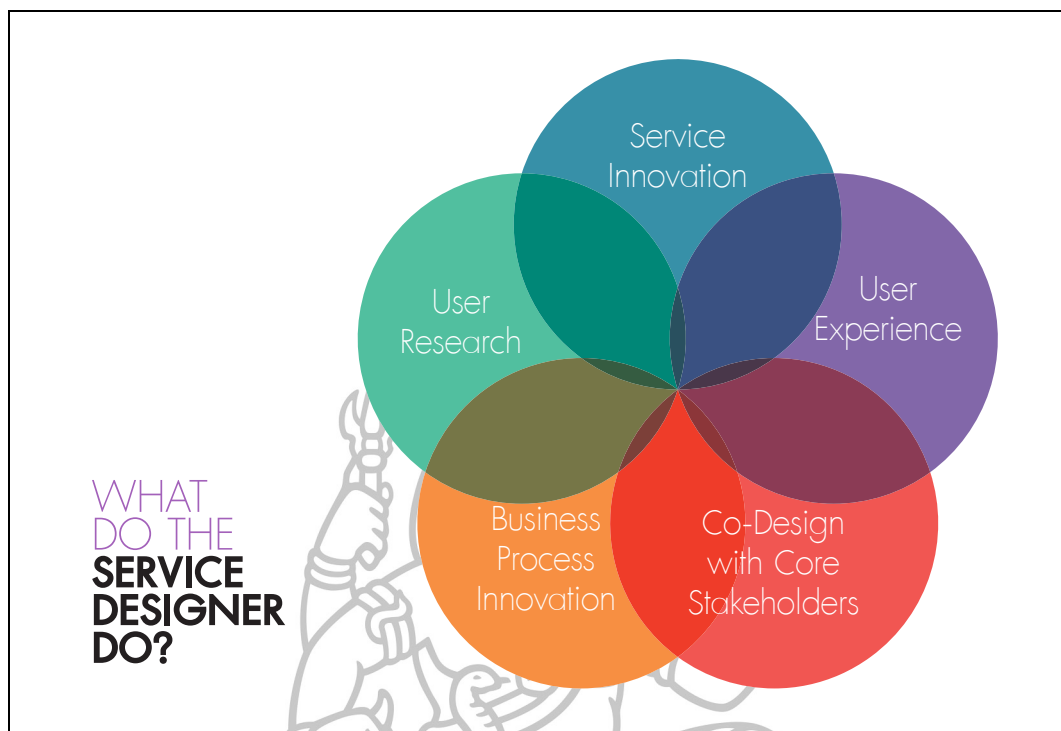 Service
Innovation
User
Research
User
Experience
WHAT
DO THE
SERVICE
DESIGNER
DO?
Business
Process
Innovation
Co-Design
with Core
Stakeholders